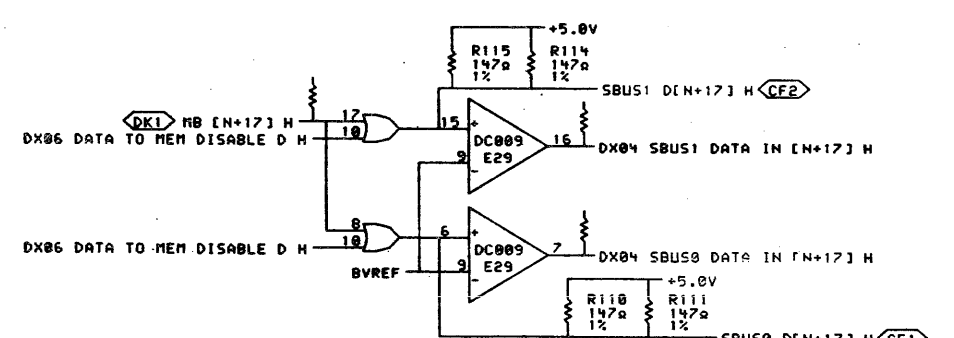 +5.0V
R115 R114
147Ω 147Ω
1% 1%
SBUS1 D[N+17] H CF2
DK1 MB [N+17] H 17
DX06 DATA TO MEM DISABLE D H 10
15 +
DC009
E29
9 -
16 DX04 SBUS1 DATA IN [N+17] H
8
DX06 DATA TO MEM DISABLE D H 10
6 +
DC009
E29
7 DX04 SBUS0 DATA IN [N+17] H
BVREF 9 -
+5.0V
R110 R111
147Ω 147Ω
1% 1%
SBUS0 D[N+17] H CF1